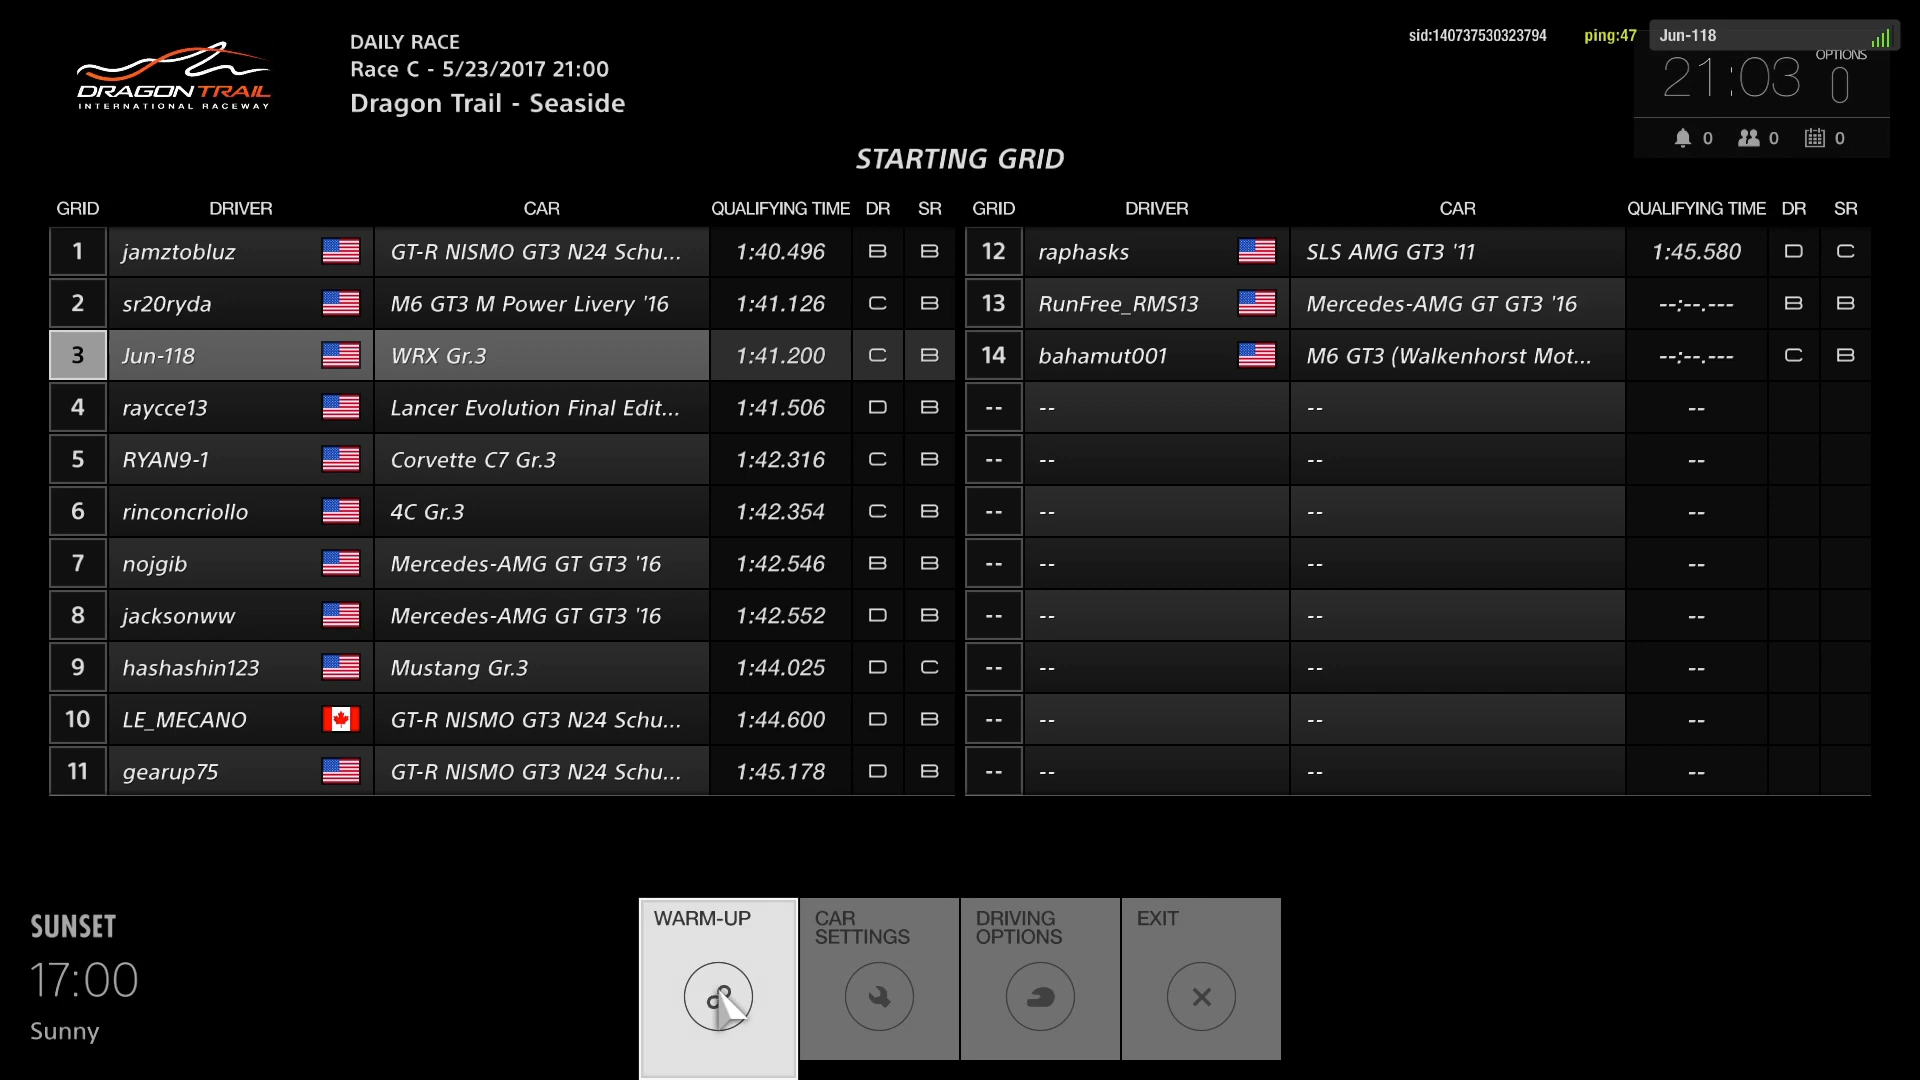 DRAGON TRAIL
INTERNATIONAL RACEWAY
DAILY RACE
Race C - 5/23/2017 21:00
Dragon Trail - Seaside
sid:140737530323794 ping:47 Jun-118
OPTIONS
21:03
0 0 0
STARTING GRID
GRID DRIVER CAR QUALIFYING TIME DR SR
1 jamztobluz GT-R NISMO GT3 N24 Schu... 1:40.496 B B
2 sr20ryda M6 GT3 M Power Livery '16 1:41.126 C B
3 Jun-118 WRX Gr.3 1:41.200 C B
4 raycce13 Lancer Evolution Final Edit... 1:41.506 D B
5 RYAN9-1 Corvette C7 Gr.3 1:42.316 C B
6 rinconcriollo 4C Gr.3 1:42.354 C B
7 nojgib Mercedes-AMG GT GT3 '16 1:42.546 B B
8 jacksonww Mercedes-AMG GT GT3 '16 1:42.552 D B
9 hashashin123 Mustang Gr.3 1:44.025 D C
10 LE_MECANO GT-R NISMO GT3 N24 Schu... 1:44.600 D B
11 gearup75 GT-R NISMO GT3 N24 Schu... 1:45.178 D B
GRID DRIVER CAR QUALIFYING TIME DR SR
12 raphasks SLS AMG GT3 '11 1:45.580 D C
13 RunFree_RMS13 Mercedes-AMG GT GT3 '16 --:--.--- B B
14 bahamut001 M6 GT3 (Walkenhorst Mot... --:--.--- C B
-- -- -- --
-- -- -- --
-- -- -- --
-- -- -- --
-- -- -- --
-- -- -- --
-- -- -- --
-- -- -- --
SUNSET
17:00
Sunny
WARM-UP
CAR
SETTINGS
DRIVING
OPTIONS
EXIT